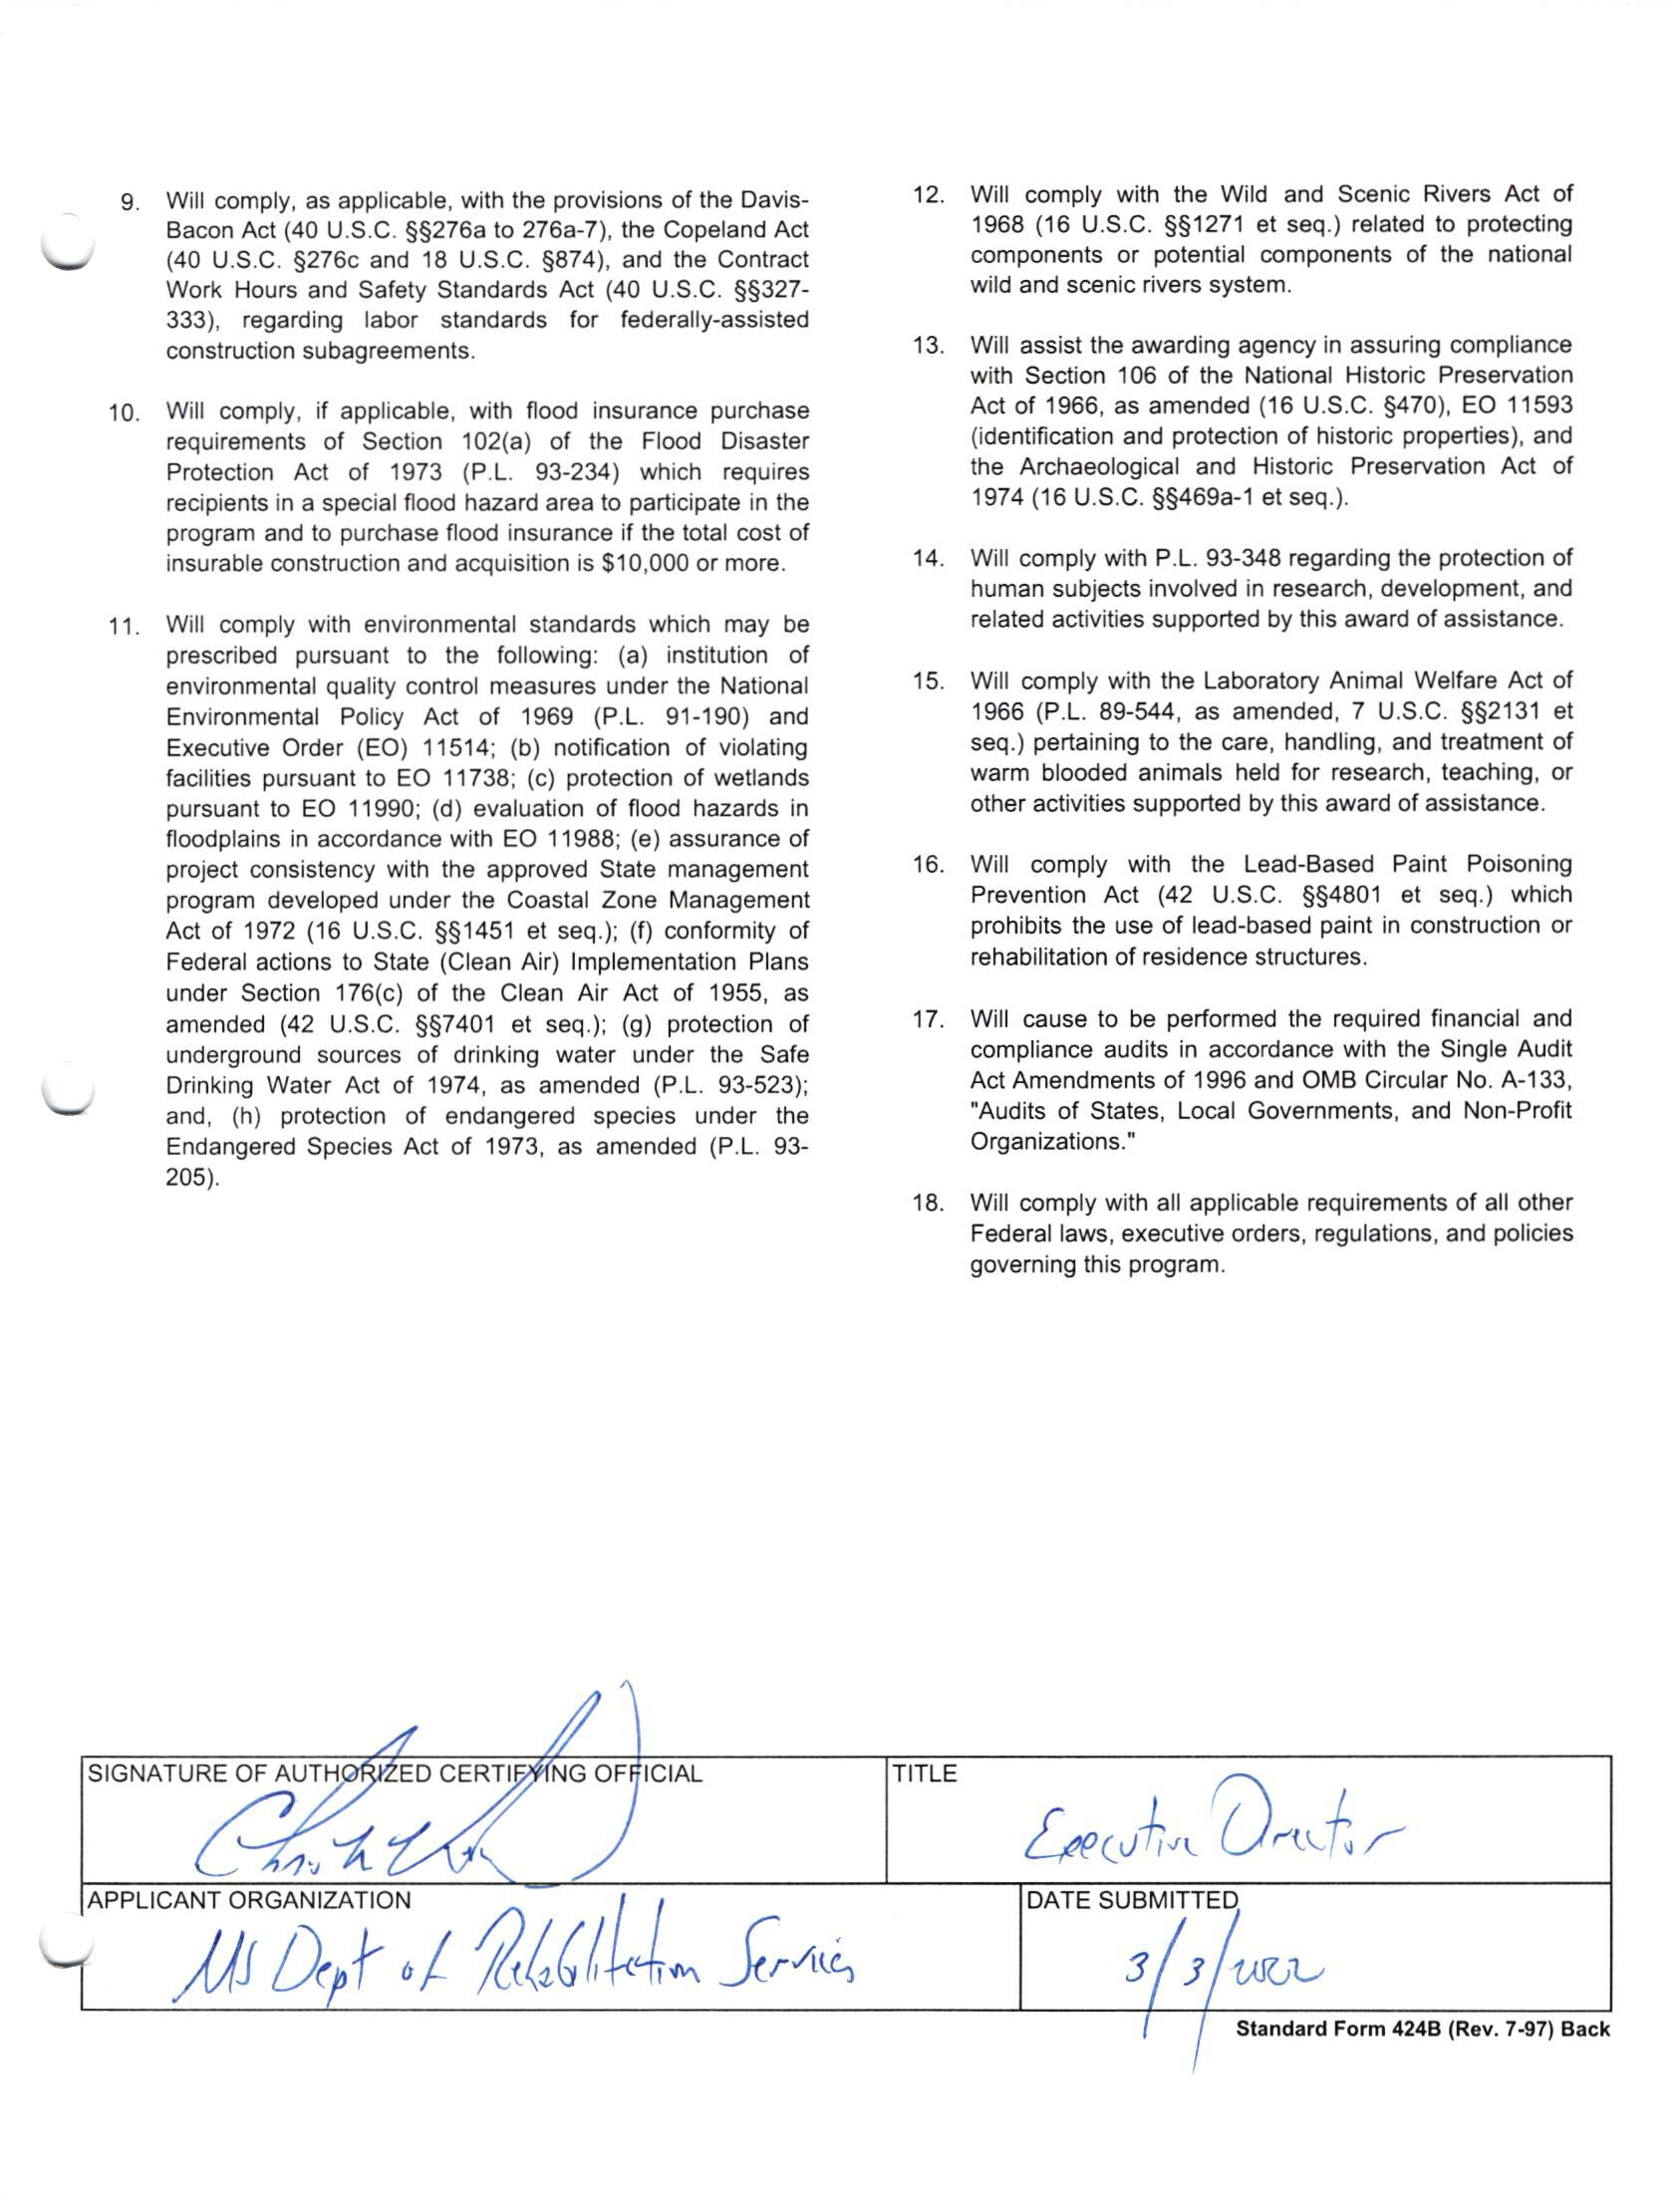 9. Will comply, as applicable, with the provisions of the Davis-
Bacon Act (40 U.S.C. §§276a to 276a-7), the Copeland Act
(40 U.S.C. §276c and 18 U.S.C. §874), and the Contract
Work Hours and Safety Standards Act (40 U.S.C. §§327-
333), regarding labor standards for federally-assisted
construction subagreements.
10. Will comply, if applicable, with flood insurance purchase
requirements of Section 102(a) of the Flood Disaster
Protection Act of 1973 (P.L. 93-234) which requires
recipients in a special flood hazard area to participate in the
program and to purchase flood insurance if the total cost of
insurable construction and acquisition is $10,000 or more.
11. Will comply with environmental standards which may be
prescribed pursuant to the following: (a) institution of
environmental quality control measures under the National
Environmental Policy Act of 1969 (P.L. 91-190) and
Executive Order (EO) 11514; (b) notification of violating
facilities pursuant to EO 11738; (c) protection of wetlands
pursuant to EO 11990; (d) evaluation of flood hazards in
floodplains in accordance with EO 11988; (e) assurance of
project consistency with the approved State management
program developed under the Coastal Zone Management
Act of 1972 (16 U.S.C. §§1451 et seq.); (f) conformity of
Federal actions to State (Clean Air) Implementation Plans
under Section 176(c) of the Clean Air Act of 1955, as
amended (42 U.S.C. §§7401 et seq.); (g) protection of
underground sources of drinking water under the Safe
Drinking Water Act of 1974, as amended (P.L. 93-523);
and, (h) protection of endangered species under the
Endangered Species Act of 1973, as amended (P.L. 93-
205).
12. Will comply with the Wild and Scenic Rivers Act of
1968 (16 U.S.C. §§1271 et seq.) related to protecting
components or potential components of the national
wild and scenic rivers system.
13. Will assist the awarding agency in assuring compliance
with Section 106 of the National Historic Preservation
Act of 1966, as amended (16 U.S.C. §470), EO 11593
(identification and protection of historic properties), and
the Archaeological and Historic Preservation Act of
1974 (16 U.S.C. §§469a-1 et seq.).
14. Will comply with P.L. 93-348 regarding the protection of
human subjects involved in research, development, and
related activities supported by this award of assistance.
15. Will comply with the Laboratory Animal Welfare Act of
1966 (P.L. 89-544, as amended, 7 U.S.C. §§2131 et
seq.) pertaining to the care, handling, and treatment of
warm blooded animals held for research, teaching, or
other activities supported by this award of assistance.
16. Will comply with the Lead-Based Paint Poisoning
Prevention Act (42 U.S.C. §§4801 et seq.) which
prohibits the use of lead-based paint in construction or
rehabilitation of residence structures.
17. Will cause to be performed the required financial and
compliance audits in accordance with the Single Audit
Act Amendments of 1996 and OMB Circular No. A-133,
"Audits of States, Local Governments, and Non-Profit
Organizations."
18. Will comply with all applicable requirements of all other
Federal laws, executive orders, regulations, and policies
governing this program.
SIGNATURE OF AUTHORIZED CERTIFYING OFFICIAL
TITLE
Executive Director
APPLICANT ORGANIZATION
MS Dept of Rehabilitation Services
DATE SUBMITTED
3/3/2022
Standard Form 424B (Rev. 7-97) Back